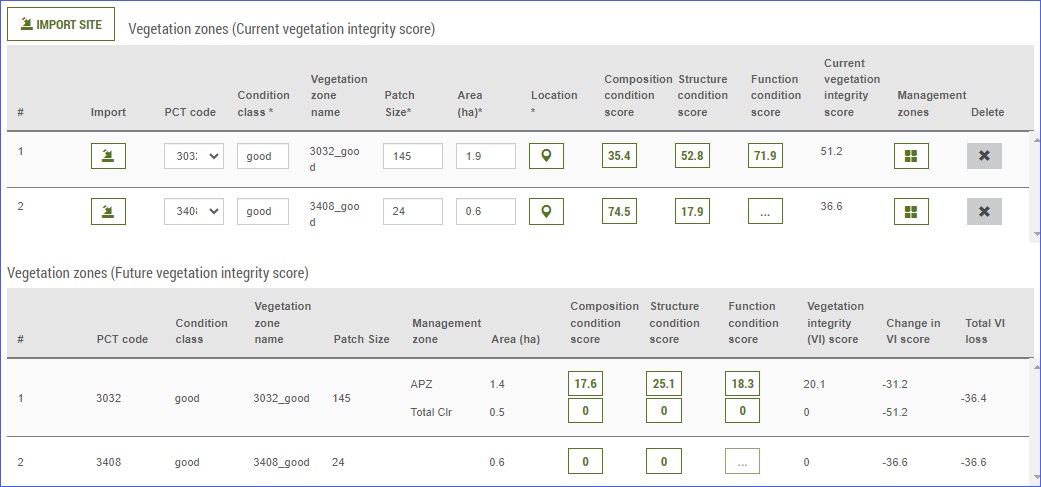 IMPORT SITE
Vegetation zones (Current vegetation integrity score)
# Import PCT code Condition class * Vegetation zone name Patch Size* Area (ha)* Location * Composition condition score Structure condition score Function condition score Current vegetation integrity score Management zones Delete
1 303 good 3032_good 145 1.9 35.4 52.8 71.9 51.2
2 340 good 3408_good 24 0.6 74.5 17.9 ... 36.6
Vegetation zones (Future vegetation integrity score)
# PCT code Condition class Vegetation zone name Patch Size Management zone Area (ha) Composition condition score Structure condition score Function condition score Vegetation integrity (VI) score Change in VI score Total VI loss
1 3032 good 3032_good 145 APZ 1.4 17.6 25.1 18.3 20.1 -31.2 -36.4
Total Clr 0.5 0 0 0 0 -51.2
2 3408 good 3408_good 24 0.6 0 0 ... 0 -36.6 -36.6